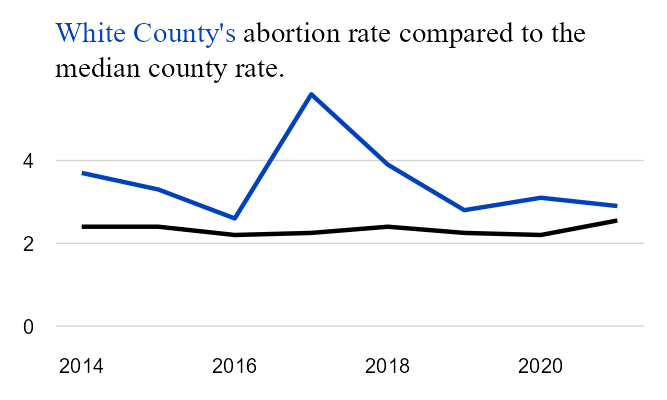 White County's abortion rate compared to the
median county rate.
4
2
0
2014 2016 2018 2020